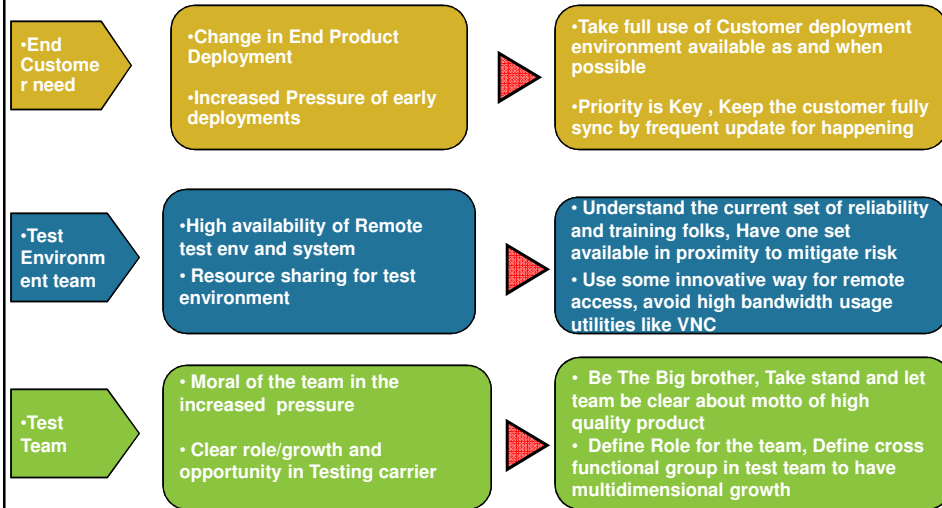 •End
Custome
r need
•Change in End Product
Deployment
•Increased Pressure of early
deployments
•Take full use of Customer deployment
environment available as and when
possible
•Priority is Key , Keep the customer fully
sync by frequent update for happening
•Test
Environm
ent team
•High availability of Remote
test env and system
• Resource sharing for test
environment
• Understand the current set of reliability
and training folks, Have one set
available in proximity to mitigate risk
• Use some innovative way for remote
access, avoid high bandwidth usage
utilities like VNC
•Test
Team
• Moral of the team in the
increased pressure
• Clear role/growth and
opportunity in Testing carrier
• Be The Big brother, Take stand and let
team be clear about motto of high
quality product
• Define Role for the team, Define cross
functional group in test team to have
multidimensional growth